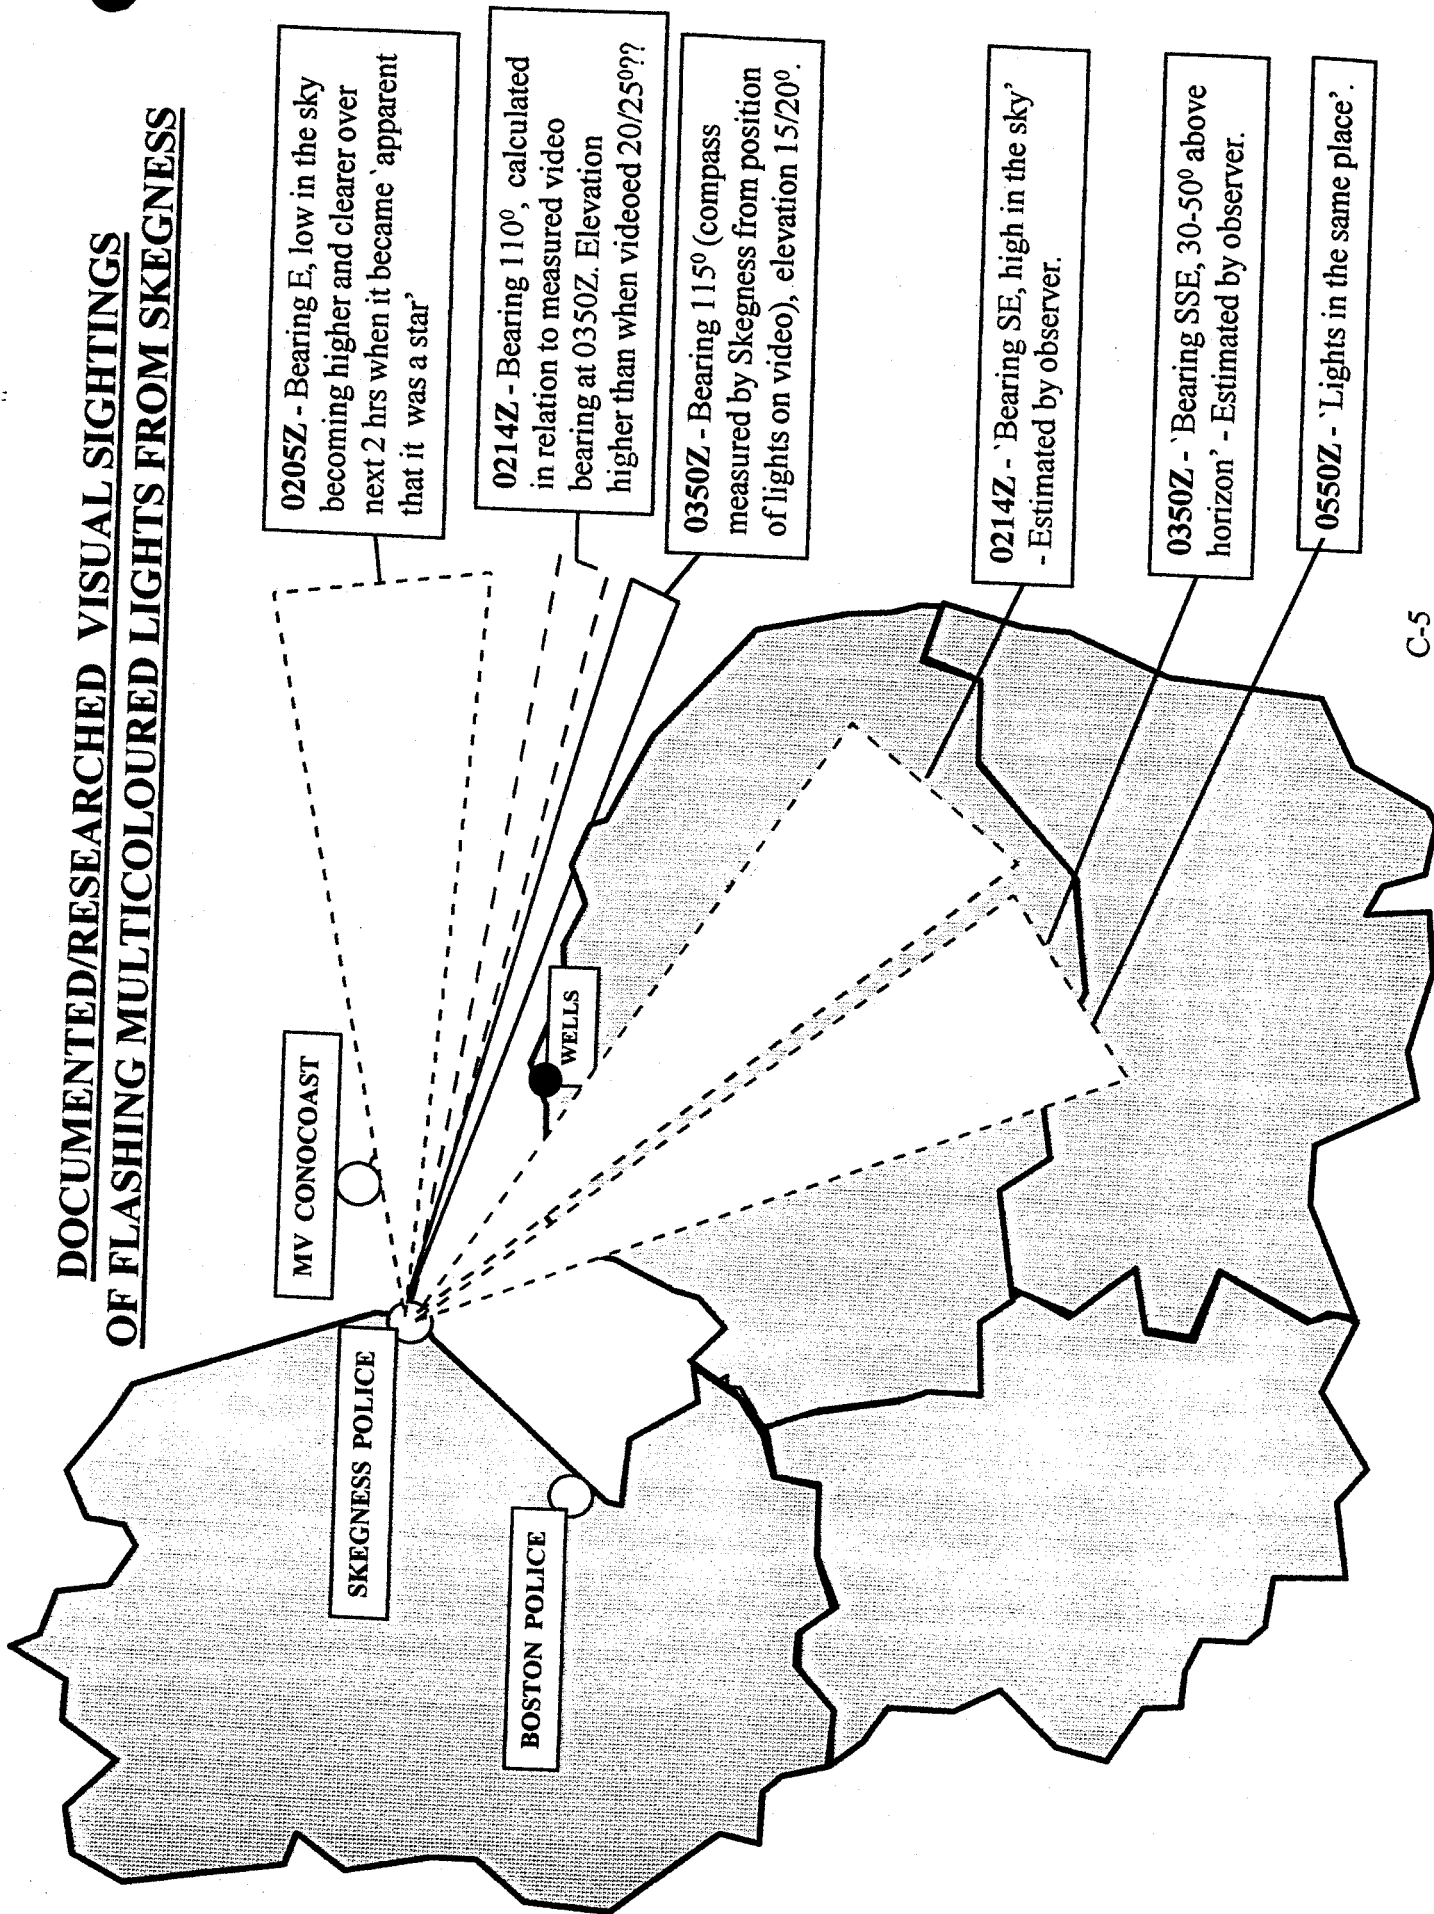 DOCUMENTED/RESEARCHED VISUAL SIGHTINGS
OF FLASHING MULTICOLOURED LIGHTS FROM SKEGNESS
0205Z - Bearing E, low in the sky
becoming higher and clearer over
next 2 hrs when it became `apparent
that it was a star'
0214Z - Bearing 110⁰, calculated
in relation to measured video
bearing at 0350Z. Elevation
higher than when videoed 20/25⁰??
0350Z - Bearing 115⁰ (compass
measured by Skegness from position
of lights on video), elevation 15/20⁰.
0214Z - `Bearing SE, high in the sky'
- Estimated by observer.
0350Z - `Bearing SSE, 30-50⁰ above
horizon' - Estimated by observer.
0550Z - `Lights in the same place'.
MV CONOCOAST
SKEGNESS POLICE
WELLS
BOSTON POLICE
C-5